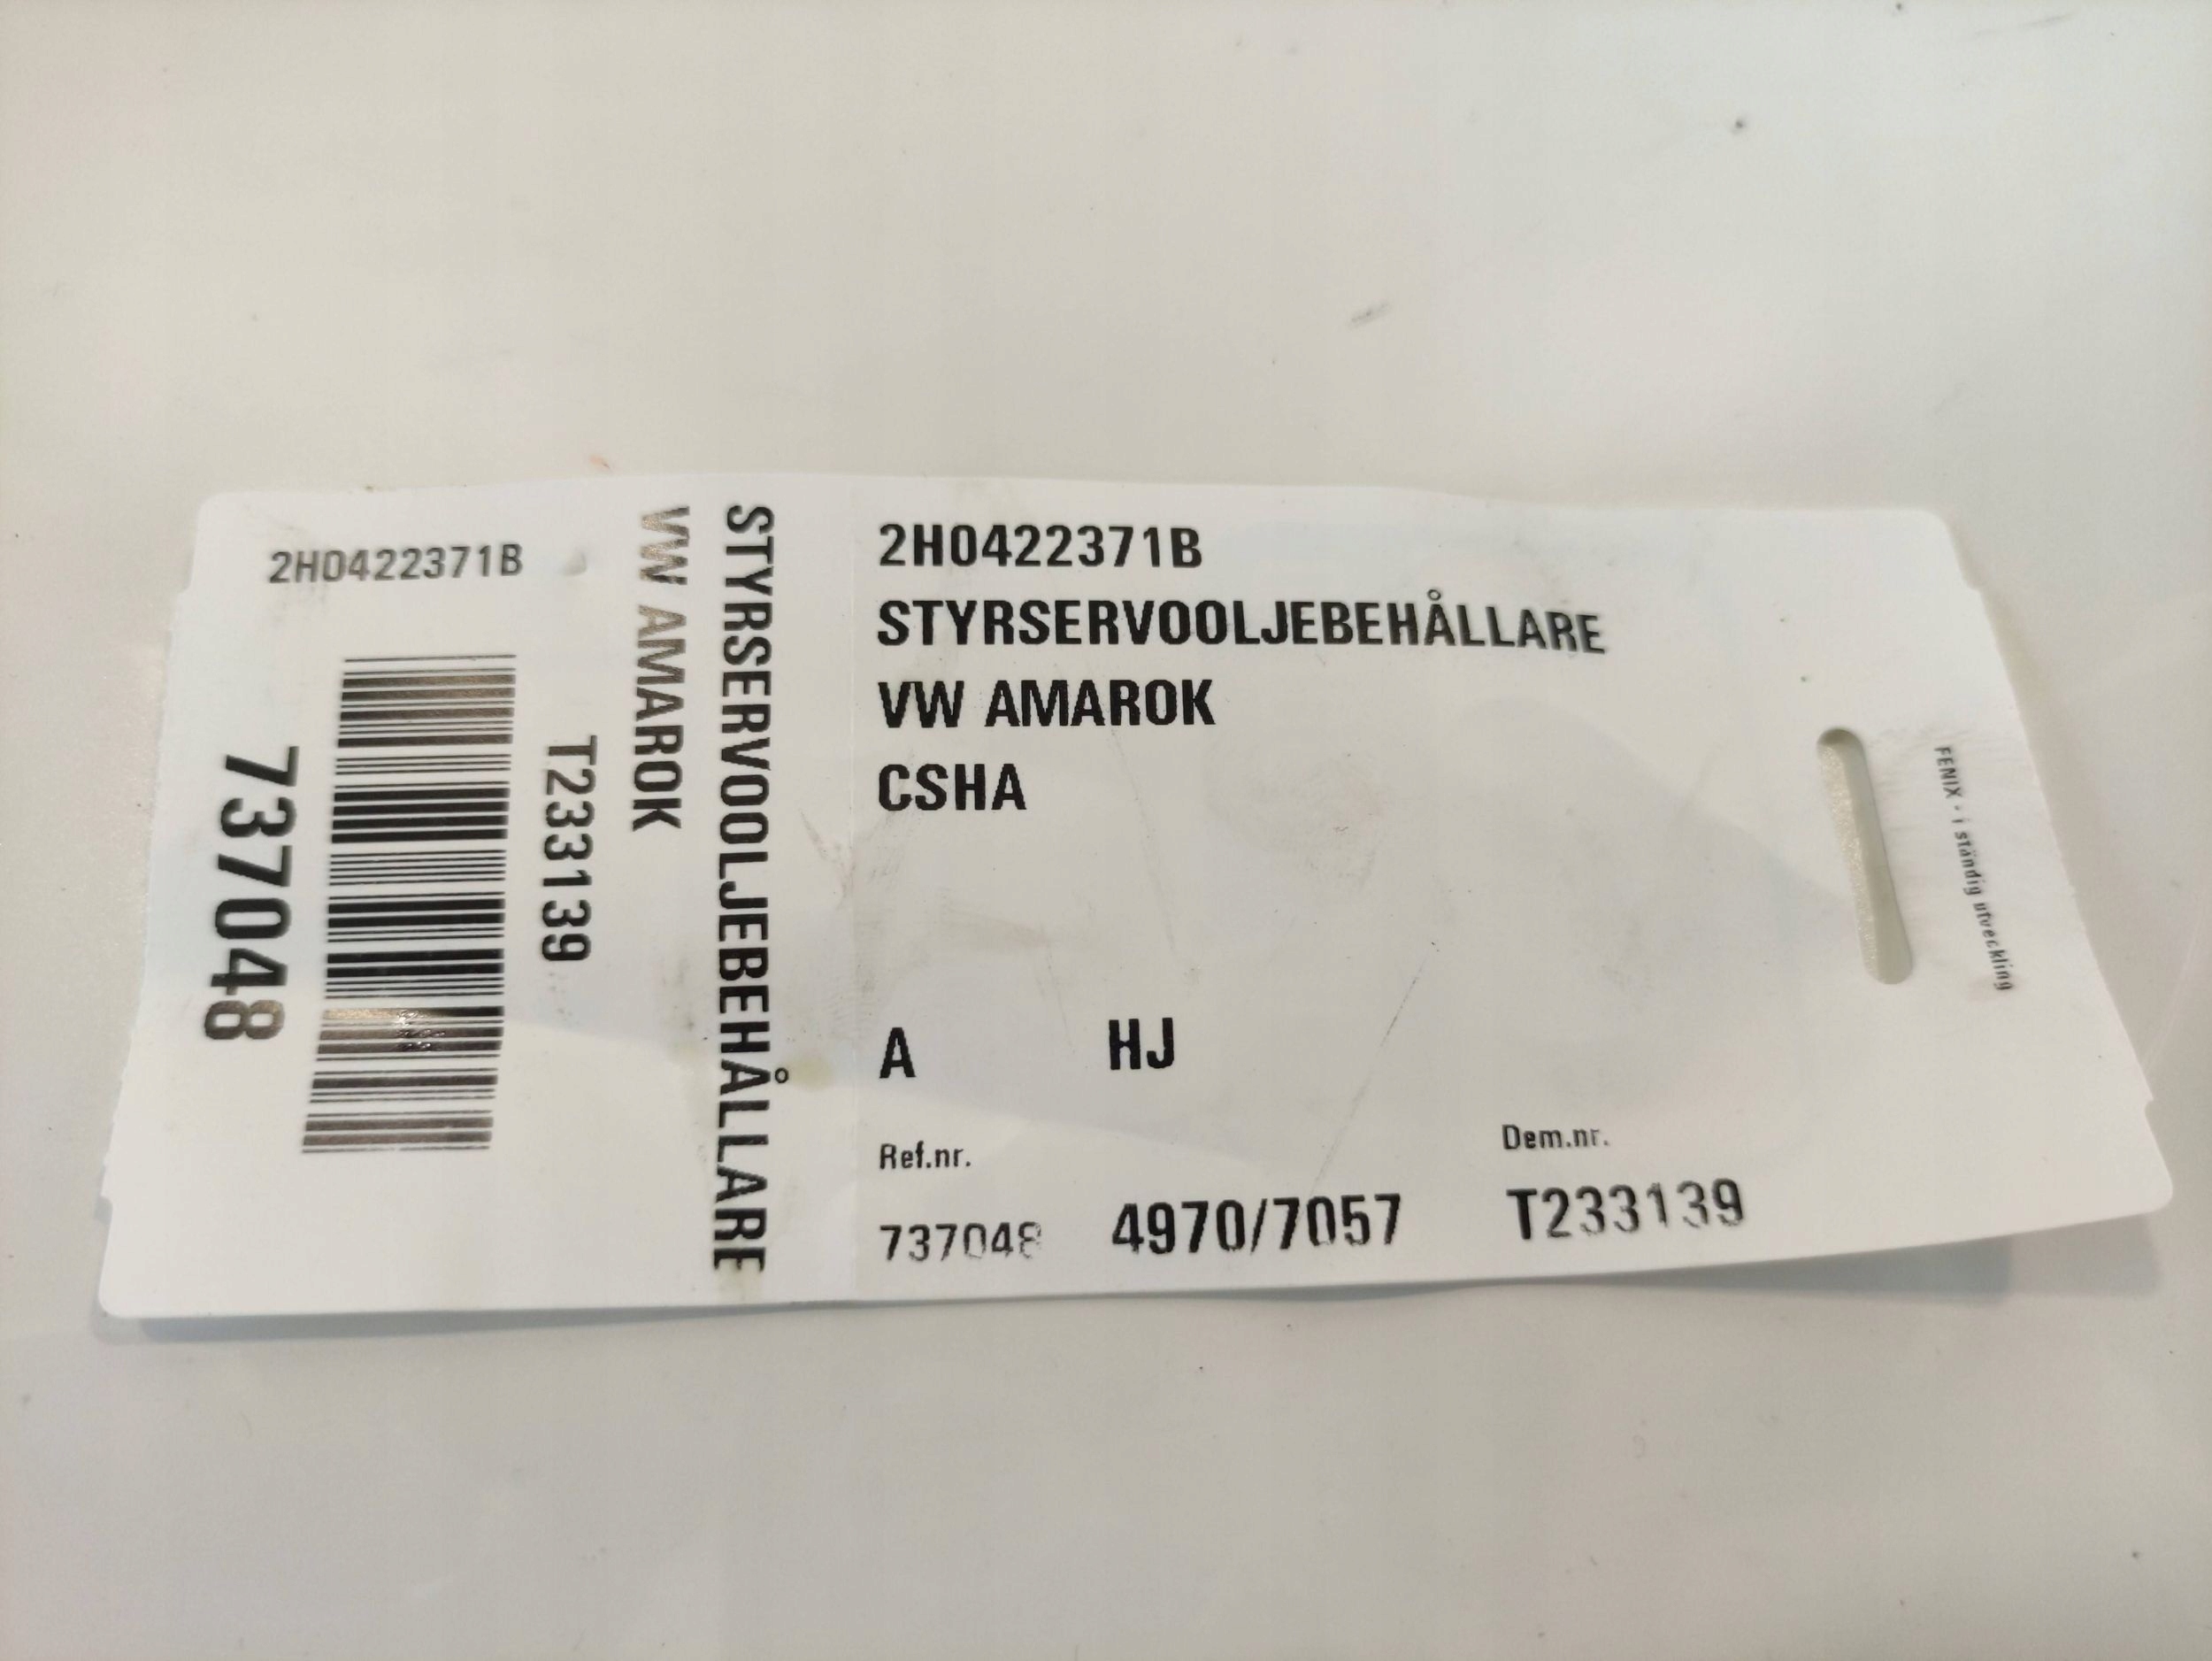 2H0422371B
737048
T233139
VW AMAROK
STYRSERVOOLJEBEHÅLLARE
2H0422371B
STYRSERVOOLJEBEHÅLLARE
VW AMAROK
CSHA
A HJ
Ref.nr. Dem.nr.
737048 4970/7057 T233139
FENIX - i ständig utveckling